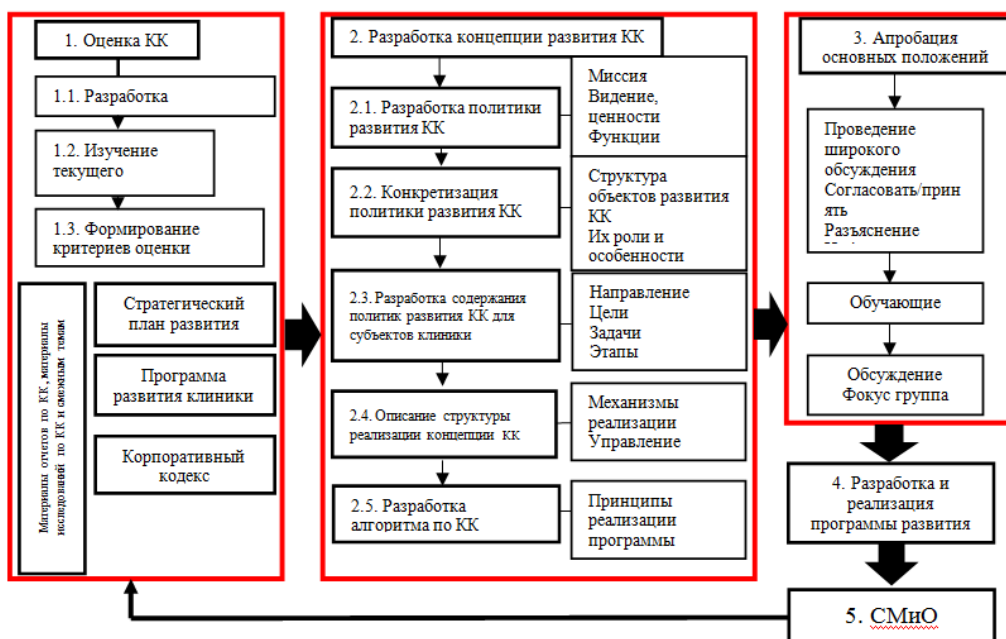 1. Оценка КК
1.1. Разработка
1.2. Изучение
текущего
1.3. Формирование
критериев оценки
Материалы отчетов по КК, материалы
исследований по КК и смежным темам
Стратегический
план развития
Программа
развития клиники
Корпоративный
кодекс
2. Разработка концепции развития КК
2.1. Разработка политики
развития КК
Миссия
Видение,
ценности
Функции
2.2. Конкретизация
политики развития КК
Структура
объектов развития
КК
Их роли и
особенности
2.3. Разработка содержания
политик развития КК для
субъектов клиники
Направление
Цели
Задачи
Этапы
2.4. Описание структуры
реализации концепции КК
Механизмы
реализации
Управление
2.5. Разработка
алгоритма по КК
Принципы
реализации
программы
3. Апробация
основных положений
Проведение
широкого
обсуждения
Согласовать/прин
ять
Разъяснение
Обучающие
Обсуждение
Фокус группа
4. Разработка и
реализация
программы развития
5. СМиО